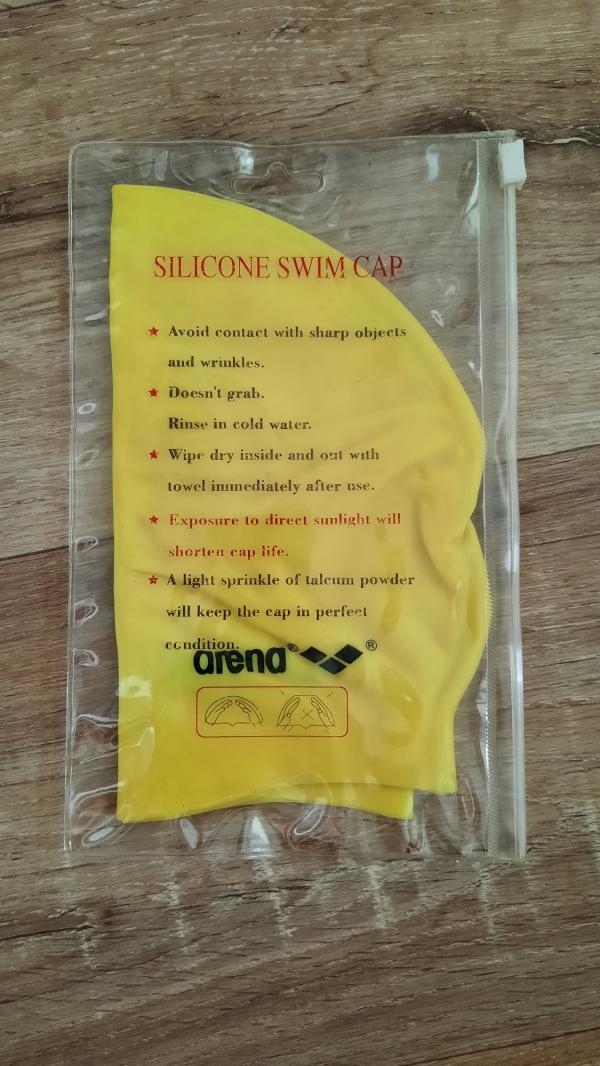 SILICONE SWIM CAP
★ Avoid contact with sharp objects
and wrinkles.
★ Doesn't grab.
Rinse in cold water.
★ Wipe dry inside and out with
towel immediately after use.
★ Exposure to direct sunlight will
shorten cap life.
★ A light sprinkle of talcum powder
will keep the cap in perfect
condition.
arena® ®